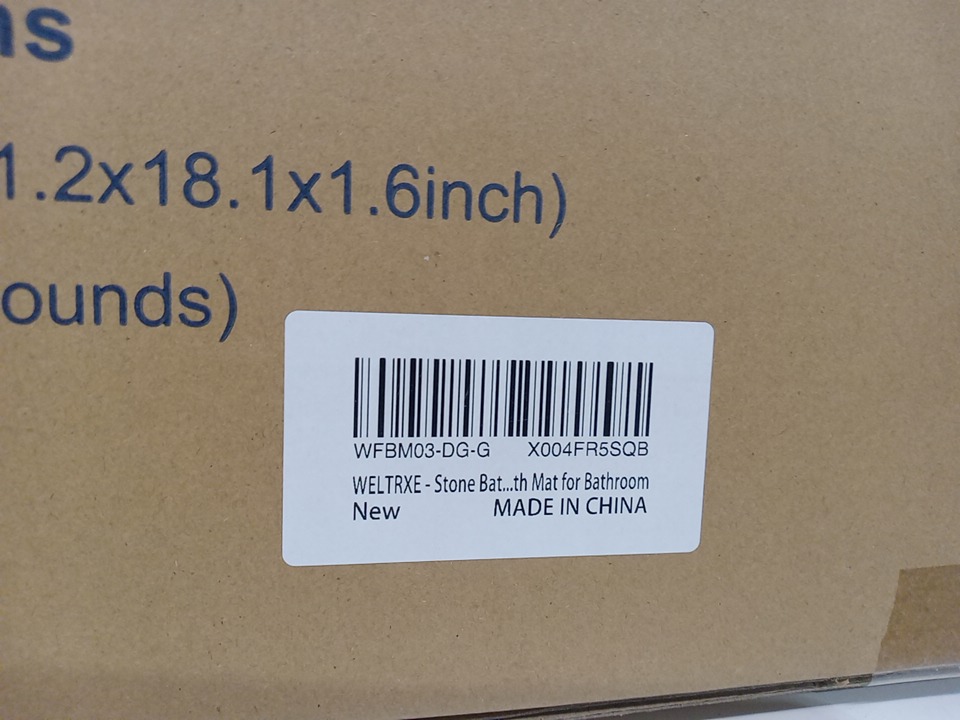 1.2x18.1x1.6inch)
ounds)
WFBM03-DG-G X004FR5SQB
WELTRXE - Stone Bat...th Mat for Bathroom
New MADE IN CHINA